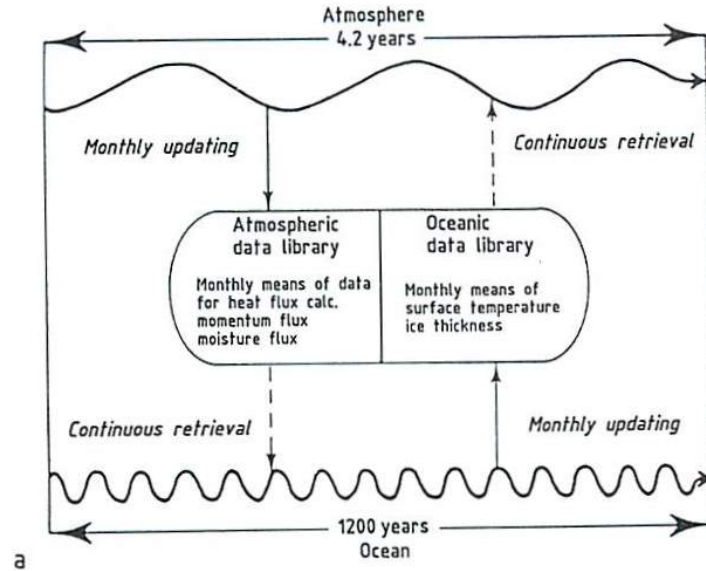 Atmosphere
4.2 years
Monthly updating
Continuous retrieval
Atmospheric
data library
Monthly means of data
for heat flux calc.
momentum flux
moisture flux
Oceanic
data library
Monthly means of
surface temperature
ice thickness
Continuous retrieval
Monthly updating
1200 years
Ocean
a